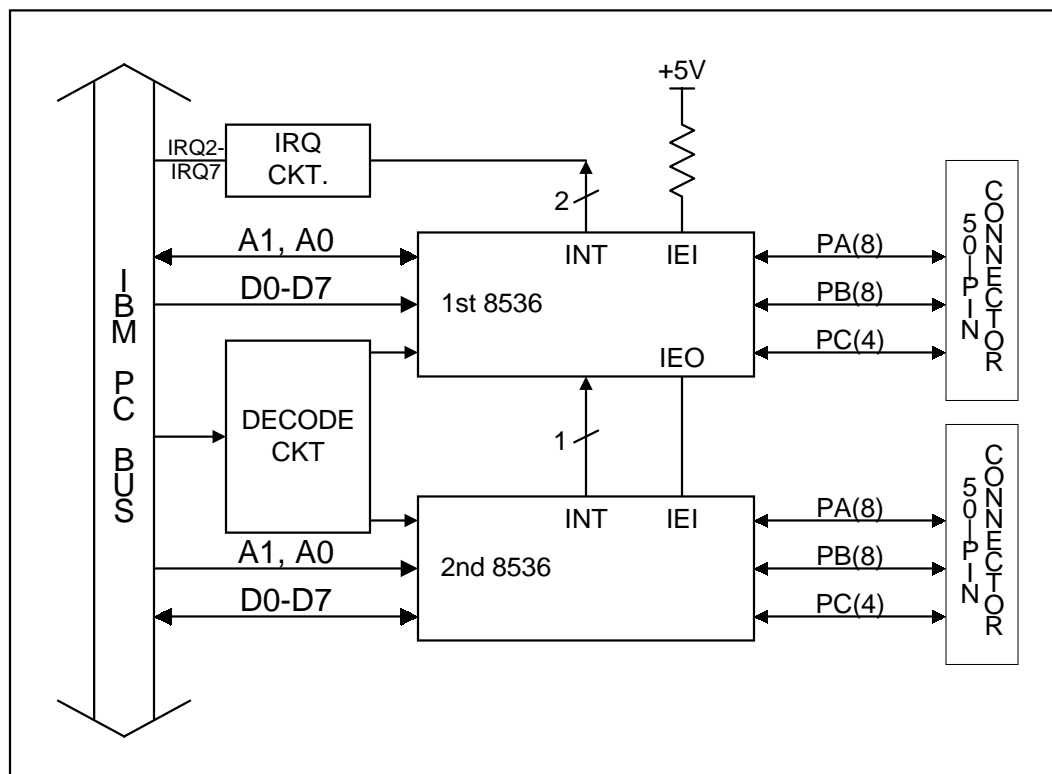 +5V
IRQ2-
IRQ7
IRQ
CKT.
2
A1, A0
INT
IEI
PA(8)
D0-D7
1st 8536
PB(8)
IEO
PC(4)
50-PIN
CONNECTOR
IBM PC BUS
DECODE
CKT
1
INT
IEI
PA(8)
A1, A0
2nd 8536
PB(8)
D0-D7
PC(4)
50-PIN
CONNECTOR